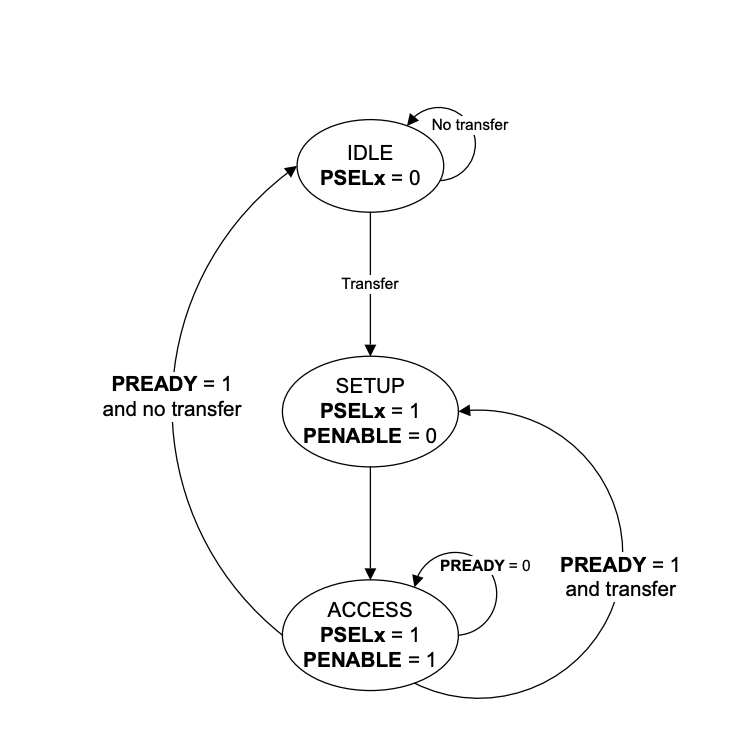 No transfer
IDLE
PSELx = 0
Transfer
SETUP
PSELx = 1
PENABLE = 0
PREADY = 1
and no transfer
PREADY = 0
PREADY = 1
and transfer
ACCESS
PSELx = 1
PENABLE = 1